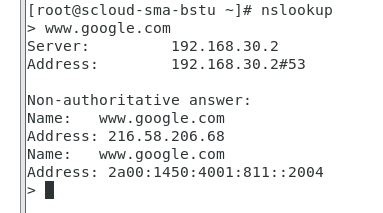 [root@scloud-sma-bstu ~]# nslookup
> www.google.com
Server:         192.168.30.2
Address:        192.168.30.2#53

Non-authoritative answer:
Name:   www.google.com
Address: 216.58.206.68
Name:   www.google.com
Address: 2a00:1450:4001:811::2004
>